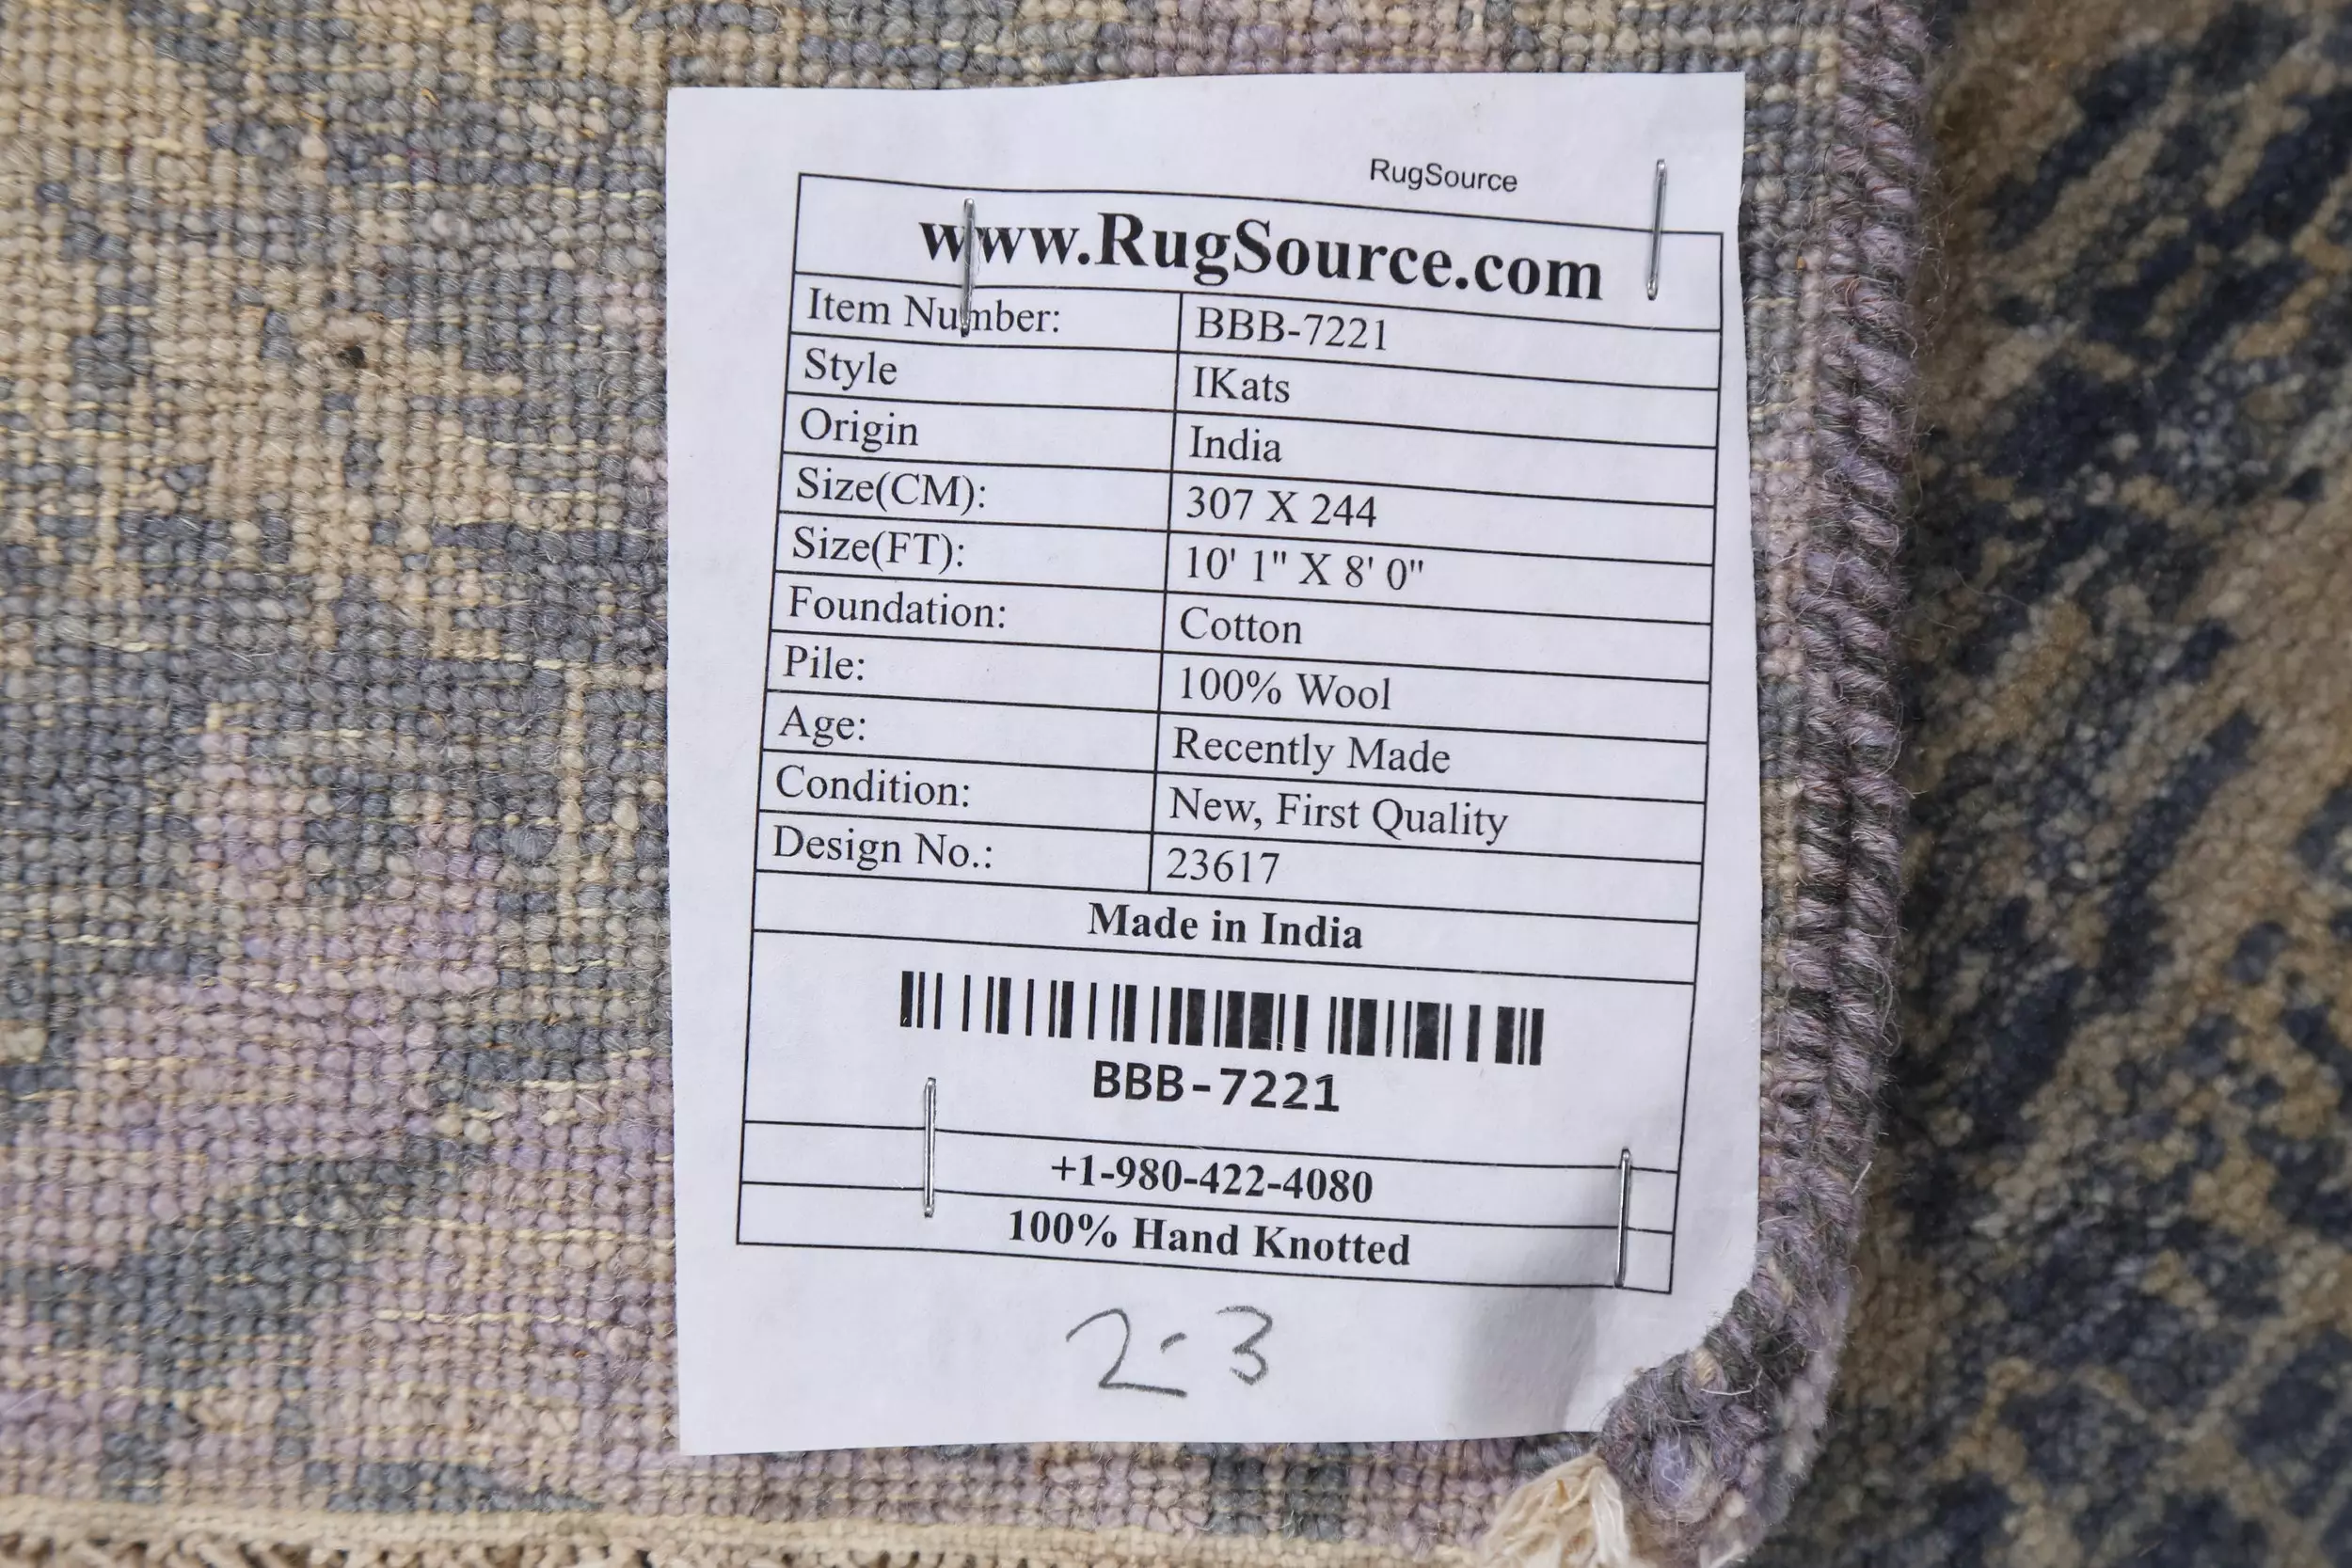 RugSource
www.RugSource.com
Item Number: BBB-7221
Style IKats
Origin India
Size(CM): 307 X 244
Size(FT): 10' 1" X 8' 0"
Foundation: Cotton
Pile: 100% Wool
Age: Recently Made
Condition: New, First Quality
Design No.: 23617
Made in India
BBB-7221
+1-980-422-4080
100% Hand Knotted
2-3